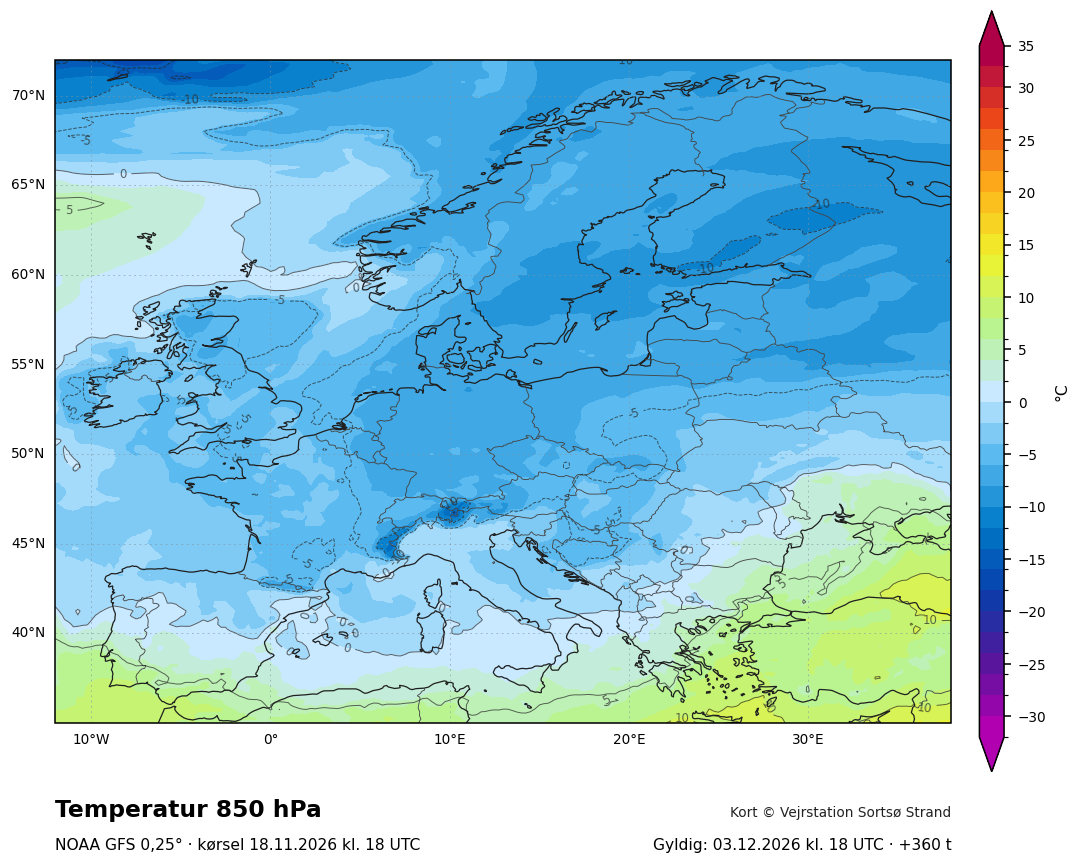 70°N
65°N
60°N
55°N
50°N
45°N
40°N
10°W
0°
10°E
20°E
30°E
35
30
25
20
15
10
5
0
−5
−10
−15
−20
−25
−30
°C
Temperatur 850 hPa
Kort © Vejrstation Sortsø Strand
NOAA GFS 0,25° · kørsel 18.11.2026 kl. 18 UTC
Gyldig: 03.12.2026 kl. 18 UTC · +360 t